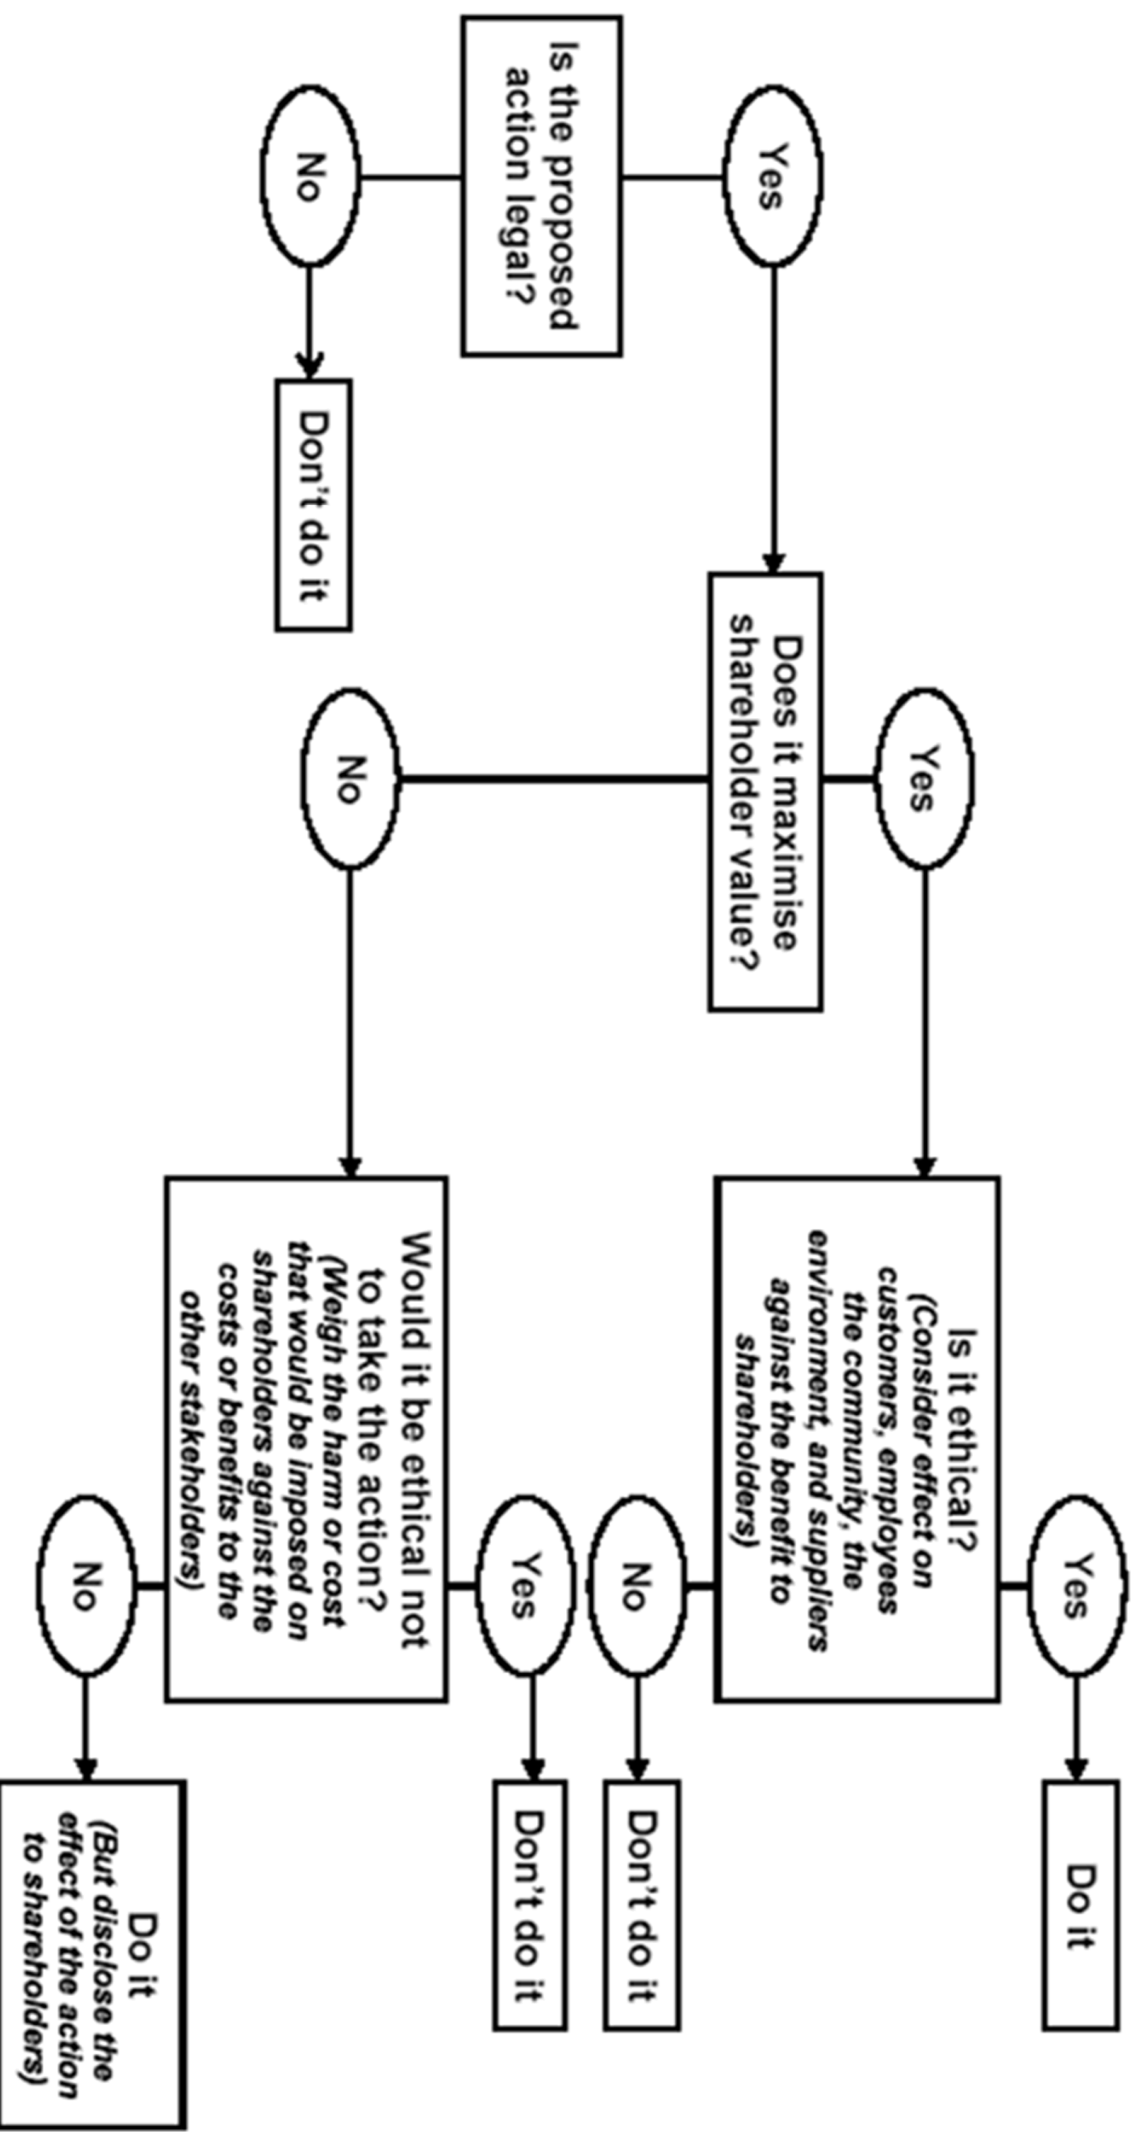 Is the proposed
action legal?
Yes
No
Don't do it
Does it maximise
shareholder value?
Yes
No
Is it ethical?
(Consider effect on
customers, employees
the community, the
environment, and suppliers
against the benefit to
shareholders)
Yes
Do it
No
Don't do it
Would it be ethical not
to take the action?
(Weigh the harm or cost
that would be imposed on
shareholders against the
costs or benefits to the
other stakeholders)
Yes
Don't do it
No
Do it
(But disclose the
effect of the action
to shareholders)